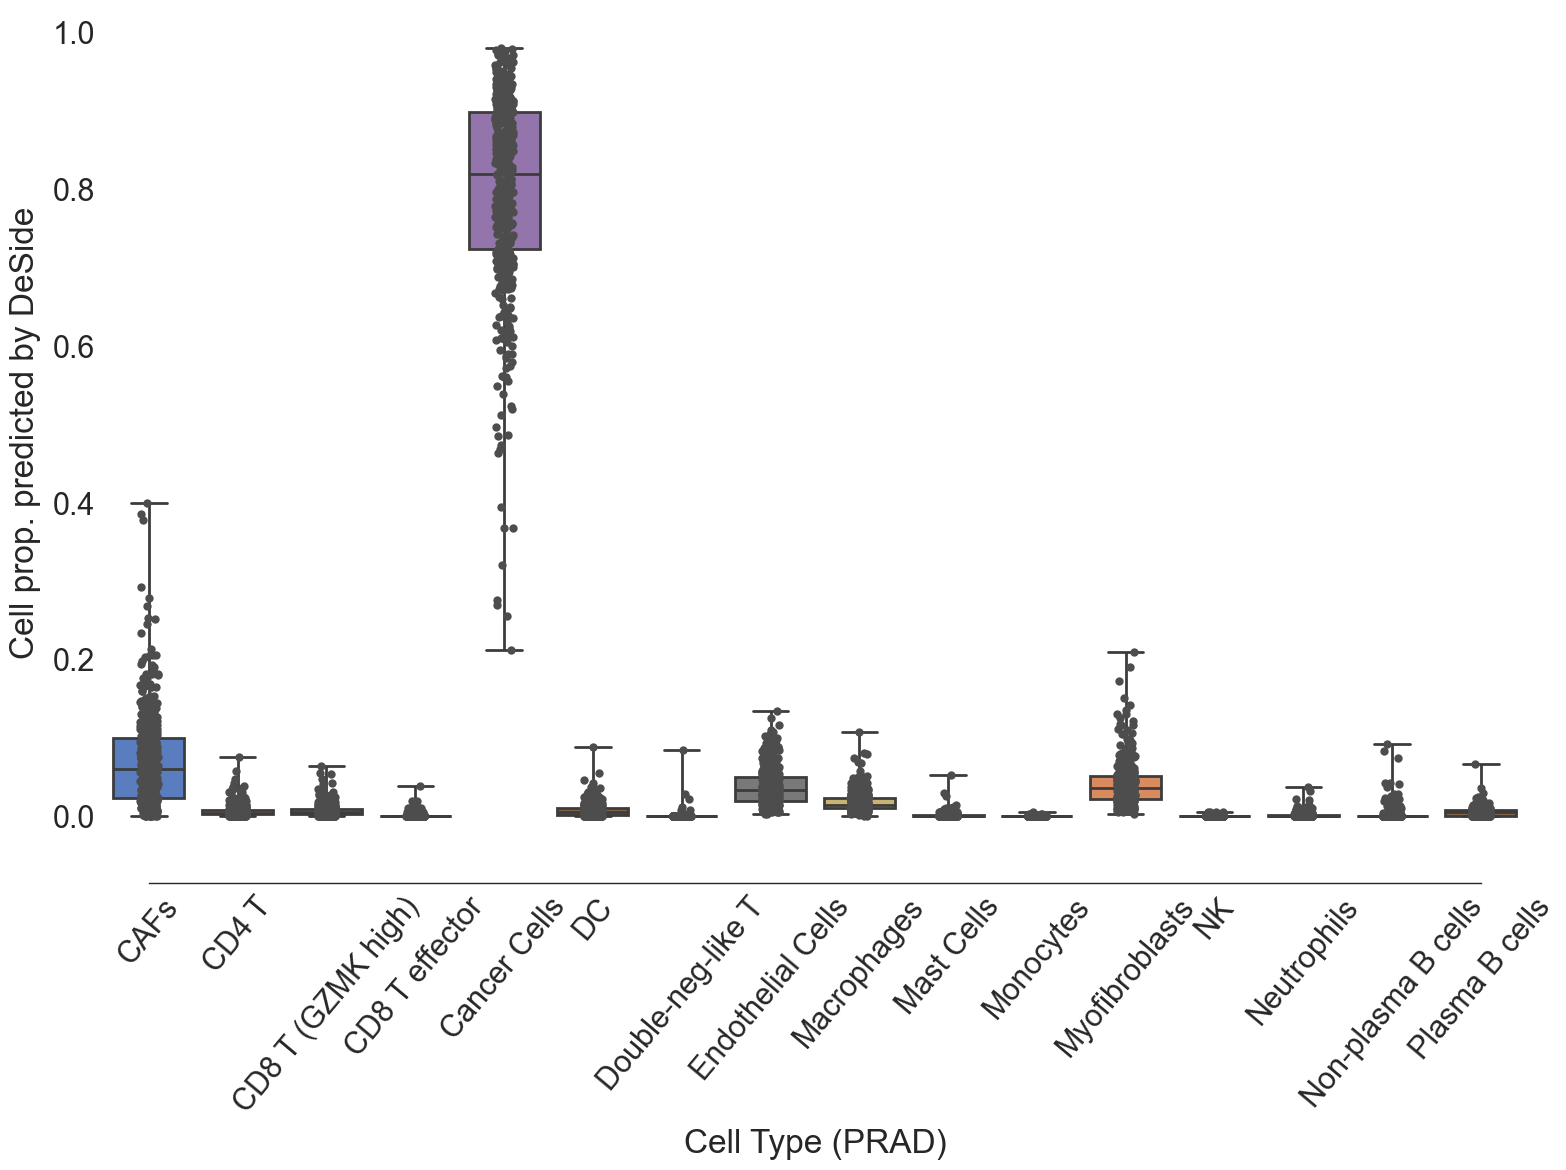 Cell prop. predicted by DeSide
1.0
0.8
0.6
0.4
0.2
0.0
CAFs
CD4 T
CD8 T (GZMK high)
CD8 T effector
Cancer Cells
DC
Double-neg-like T
Endothelial Cells
Macrophages
Mast Cells
Monocytes
Myofibroblasts
NK
Neutrophils
Non-plasma B cells
Plasma B cells
Cell Type (PRAD)